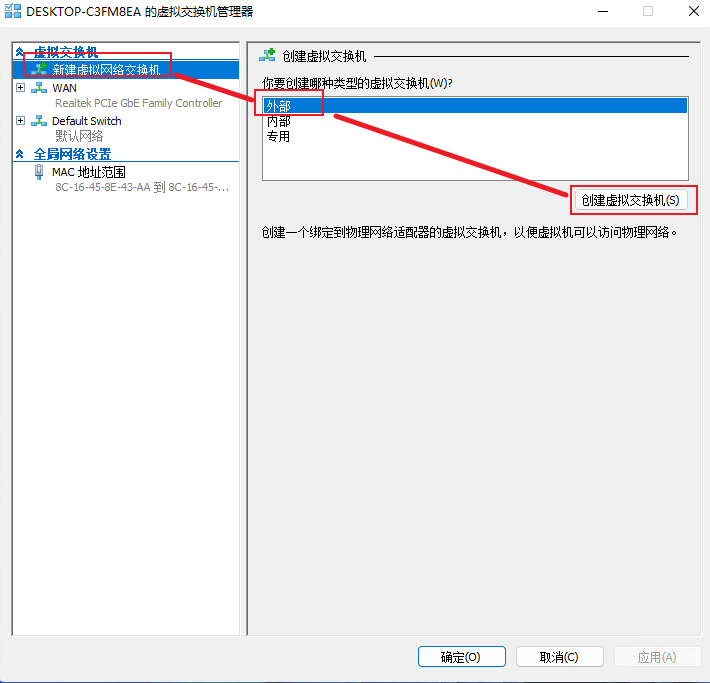 DESKTOP-C3FM8EA 的虚拟交换机管理器
虚拟交换机
新建虚拟网络交换机
WAN
Realtek PCIe GbE Family Controller
Default Switch
默认网络
全局网络设置
MAC 地址范围
8C-16-45-8E-43-AA 到 8C-16-45-...
创建虚拟交换机
你要创建哪种类型的虚拟交换机(W)?
外部
内部
专用
创建虚拟交换机(S)
创建一个绑定到物理网络适配器的虚拟交换机，以便虚拟机可以访问物理网络。
确定(O)
取消(C)
应用(A)